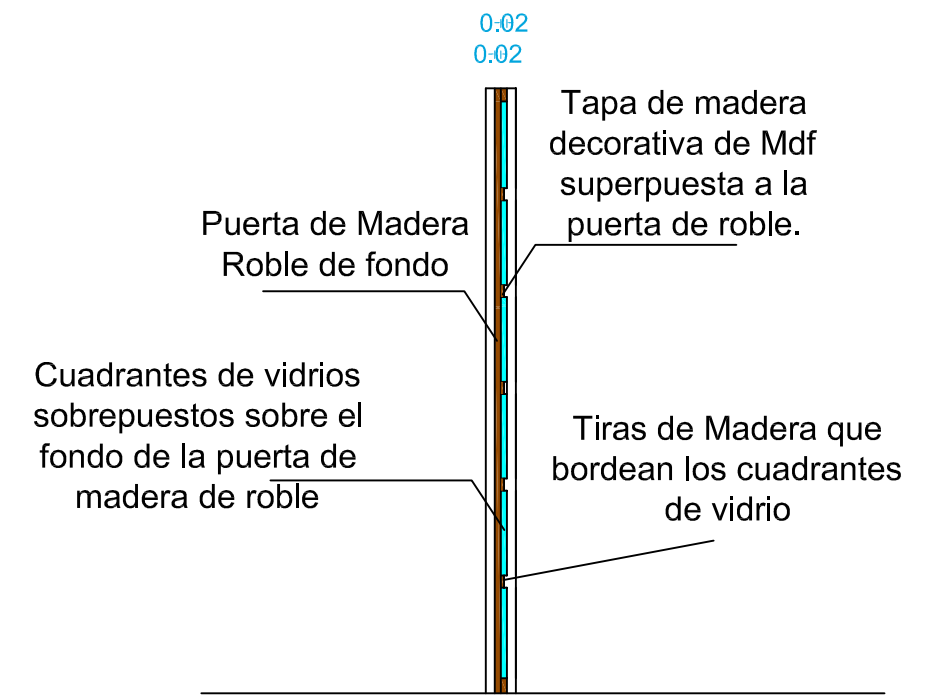 0.02
0.02
Tapa de madera
decorativa de Mdf
superpuesta a la
puerta de roble.
Puerta de Madera
Roble de fondo
Cuadrantes de vidrios
sobrepuestos sobre el
fondo de la puerta de
madera de roble
Tiras de Madera que
bordean los cuadrantes
de vidrio